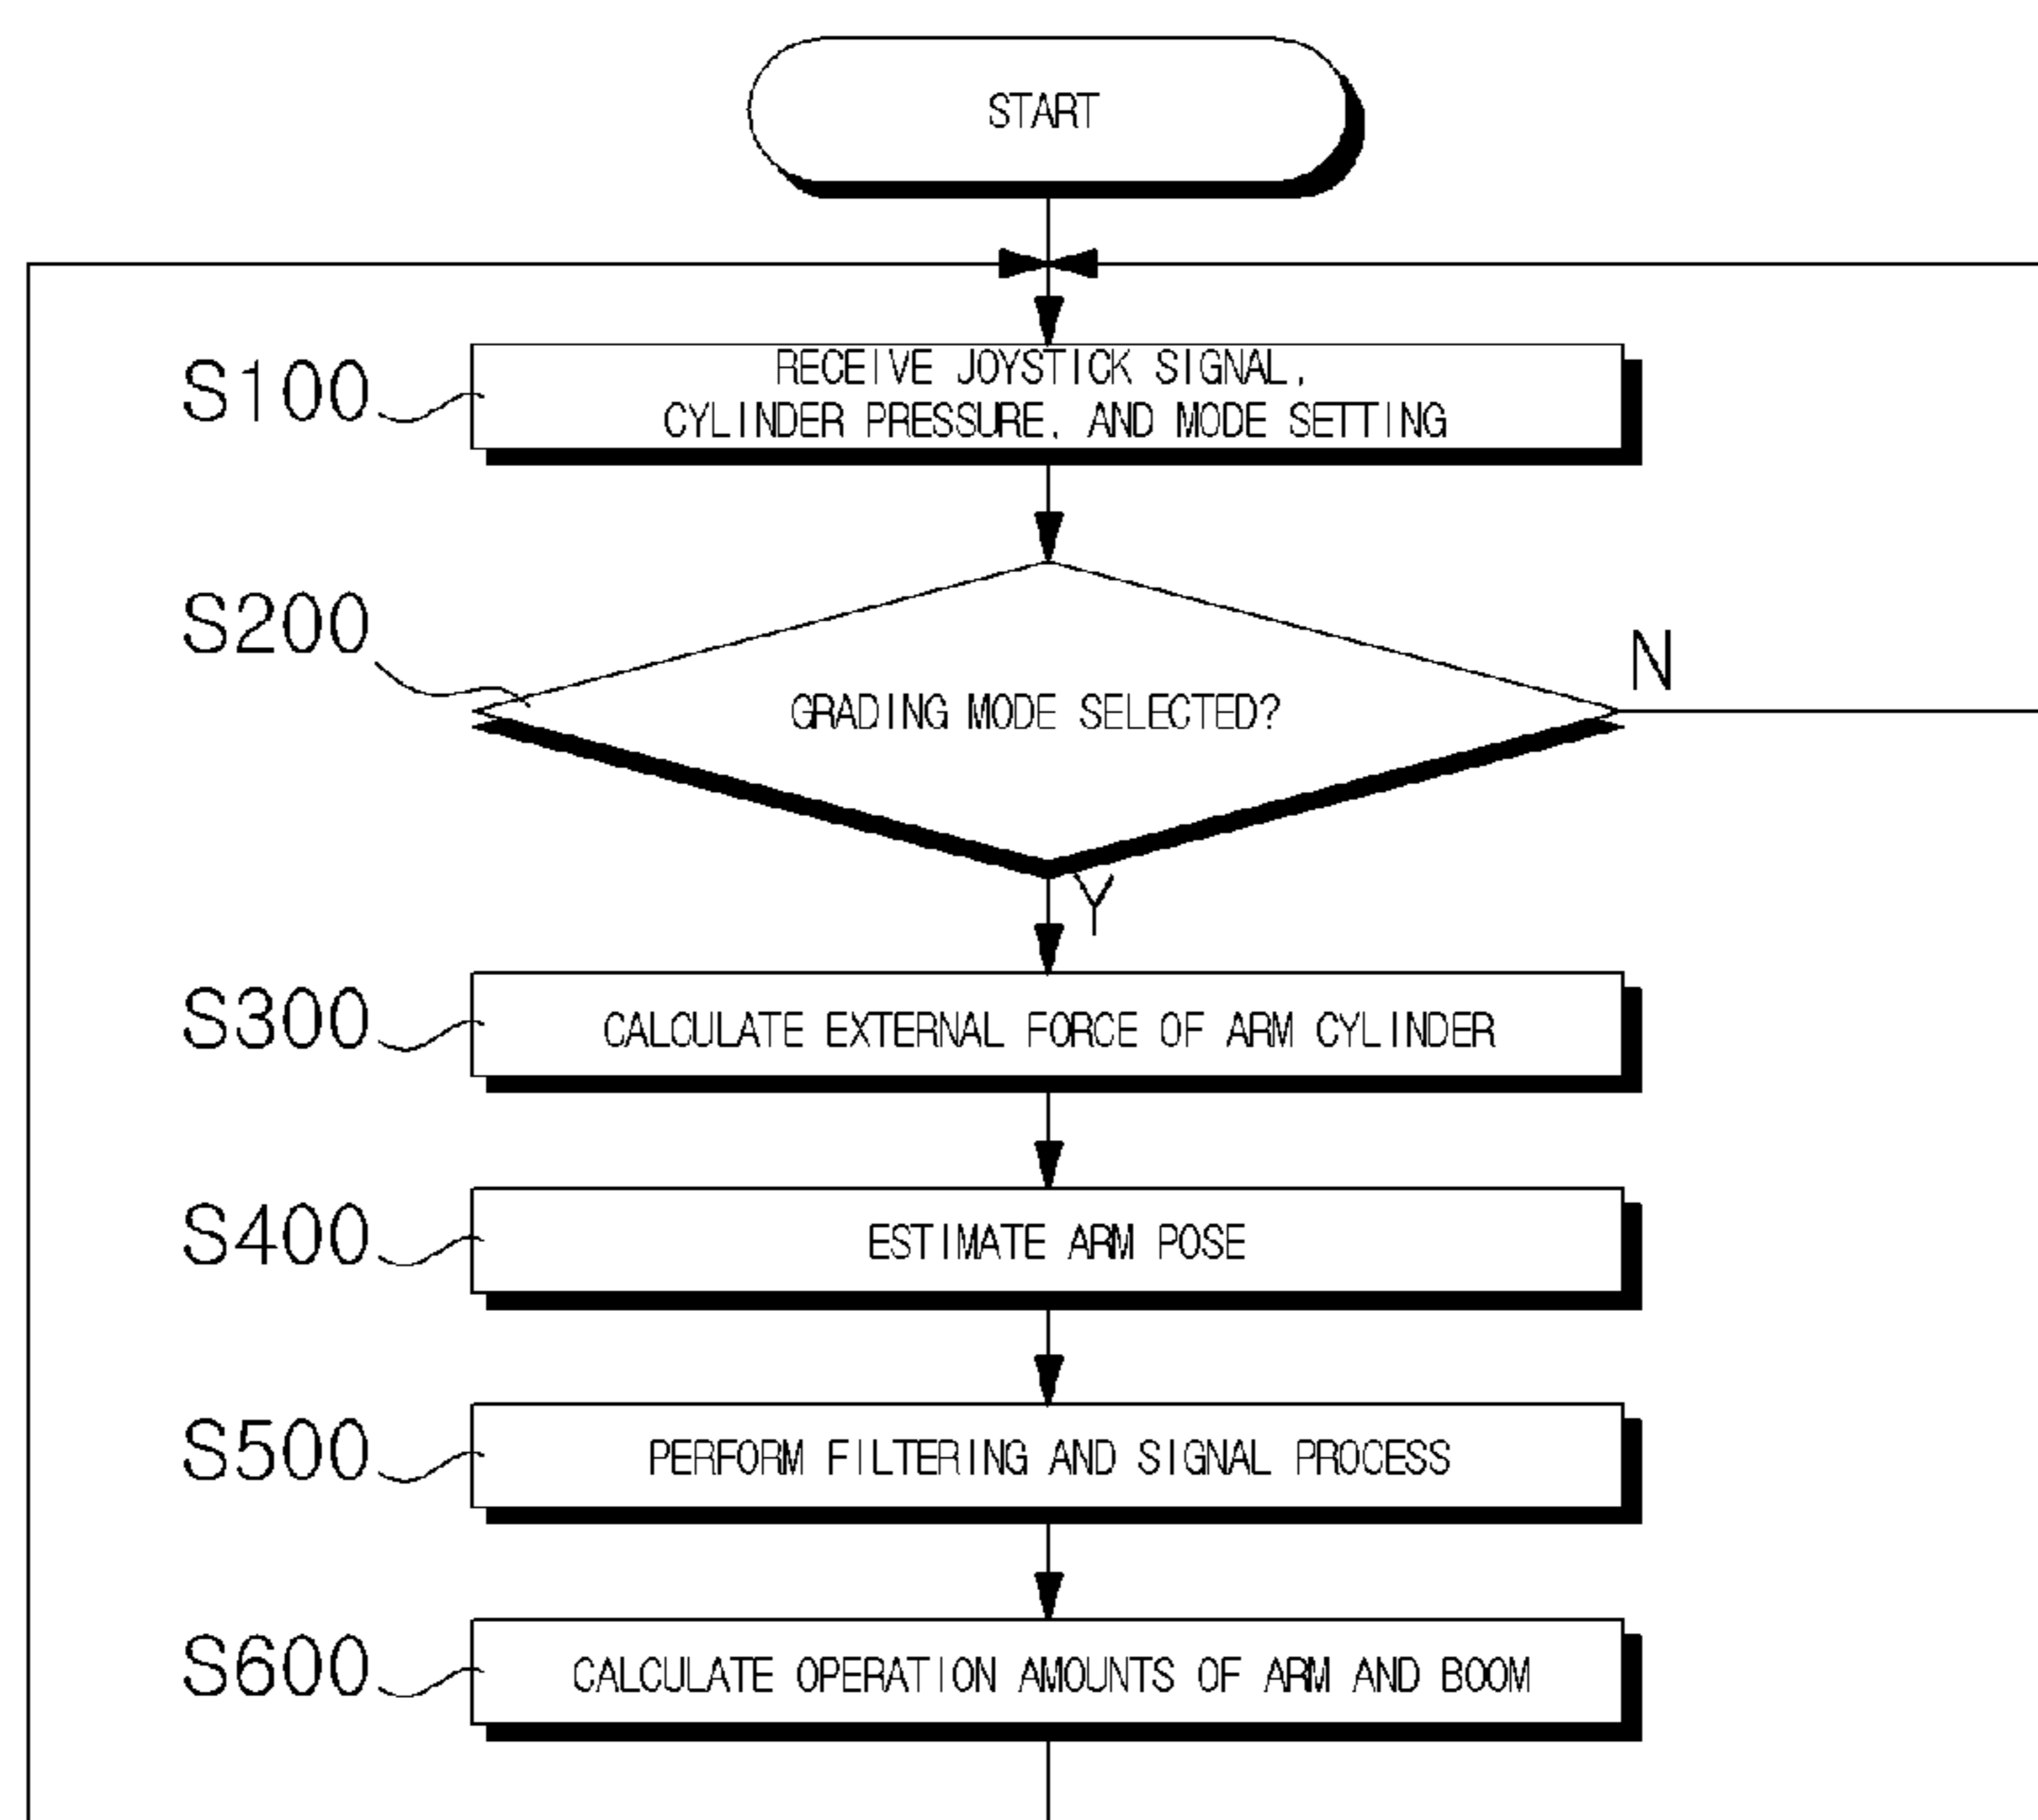 START
S100
RECEIVE JOYSTICK SIGNAL,
CYLINDER PRESSURE, AND MODE SETTING
S200
GRADING MODE SELECTED?
N
Y
S300
CALCULATE EXTERNAL FORCE OF ARM CYLINDER
S400
ESTIMATE ARM POSE
S500
PERFORM FILTERING AND SIGNAL PROCESS
S600
CALCULATE OPERATION AMOUNTS OF ARM AND BOOM